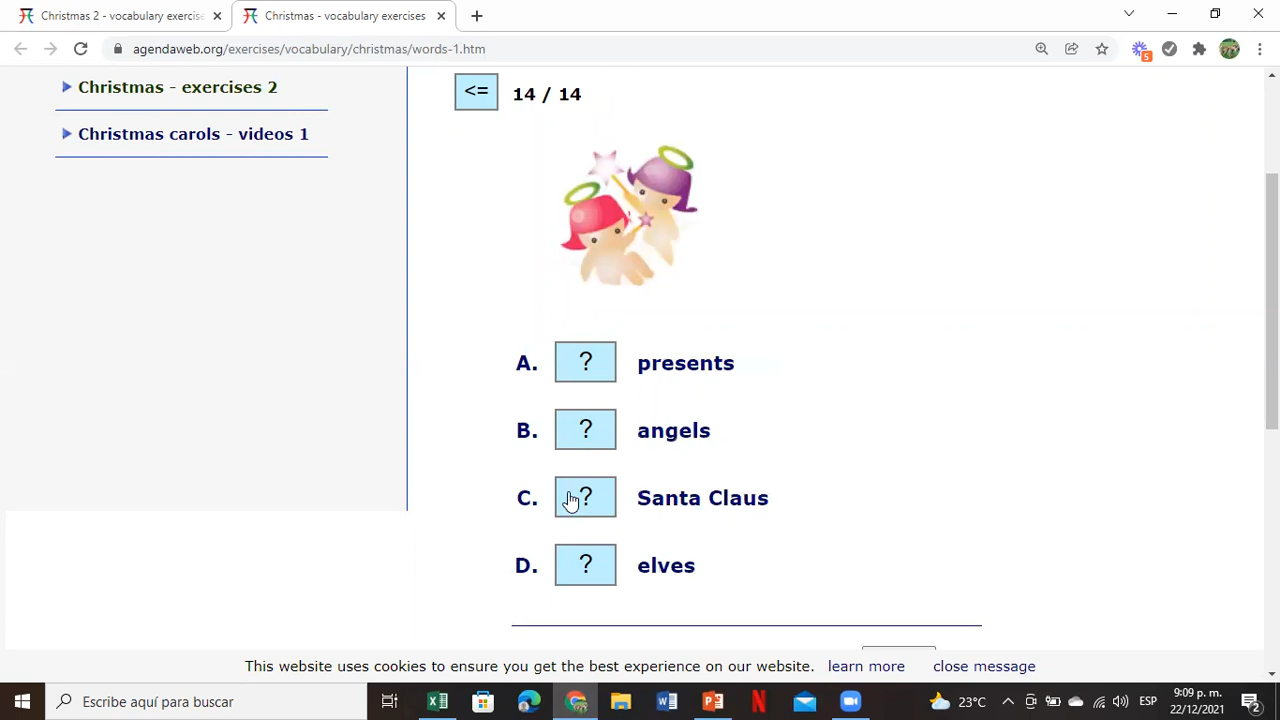 Christmas 2 - vocabulary exercise
Christmas - vocabulary exercises
agendaweb.org/exercises/vocabulary/christmas/words-1.htm
5
Christmas - exercises 2
Christmas carols - videos 1
<= 14 / 14
A. ? presents
B. ? angels
C. ? Santa Claus
D. ? elves
This website uses cookies to ensure you get the best experience on our website. learn more close message
Escribe aquí para buscar
23°C
ESP
9:09 p. m.
22/12/2021
2